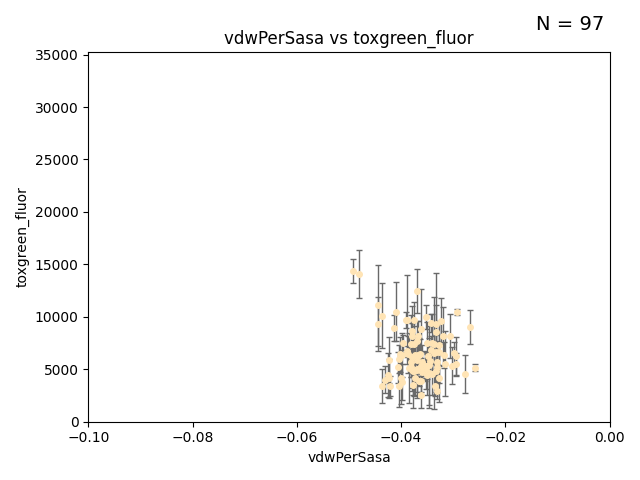 N = 97
vdwPerSasa vs toxgreen_fluor
35000
30000
25000
20000
15000
10000
5000
0
toxgreen_fluor
−0.10 −0.08 −0.06 −0.04 −0.02 0.00
vdwPerSasa